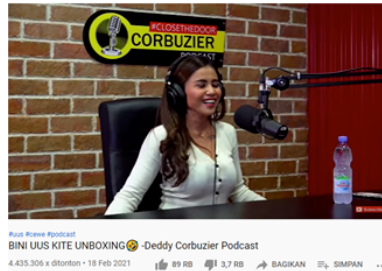 #CLOSETHEDOOR
CORBUZIER
PODCAST
#uus #cewe #podcast
BINI UUS KITE UNBOXING🤣 -Deddy Corbuzier Podcast
4.435.306 x ditonton • 18 Feb 2021
89 RB
3,7 RB
BAGIKAN
SIMPAN